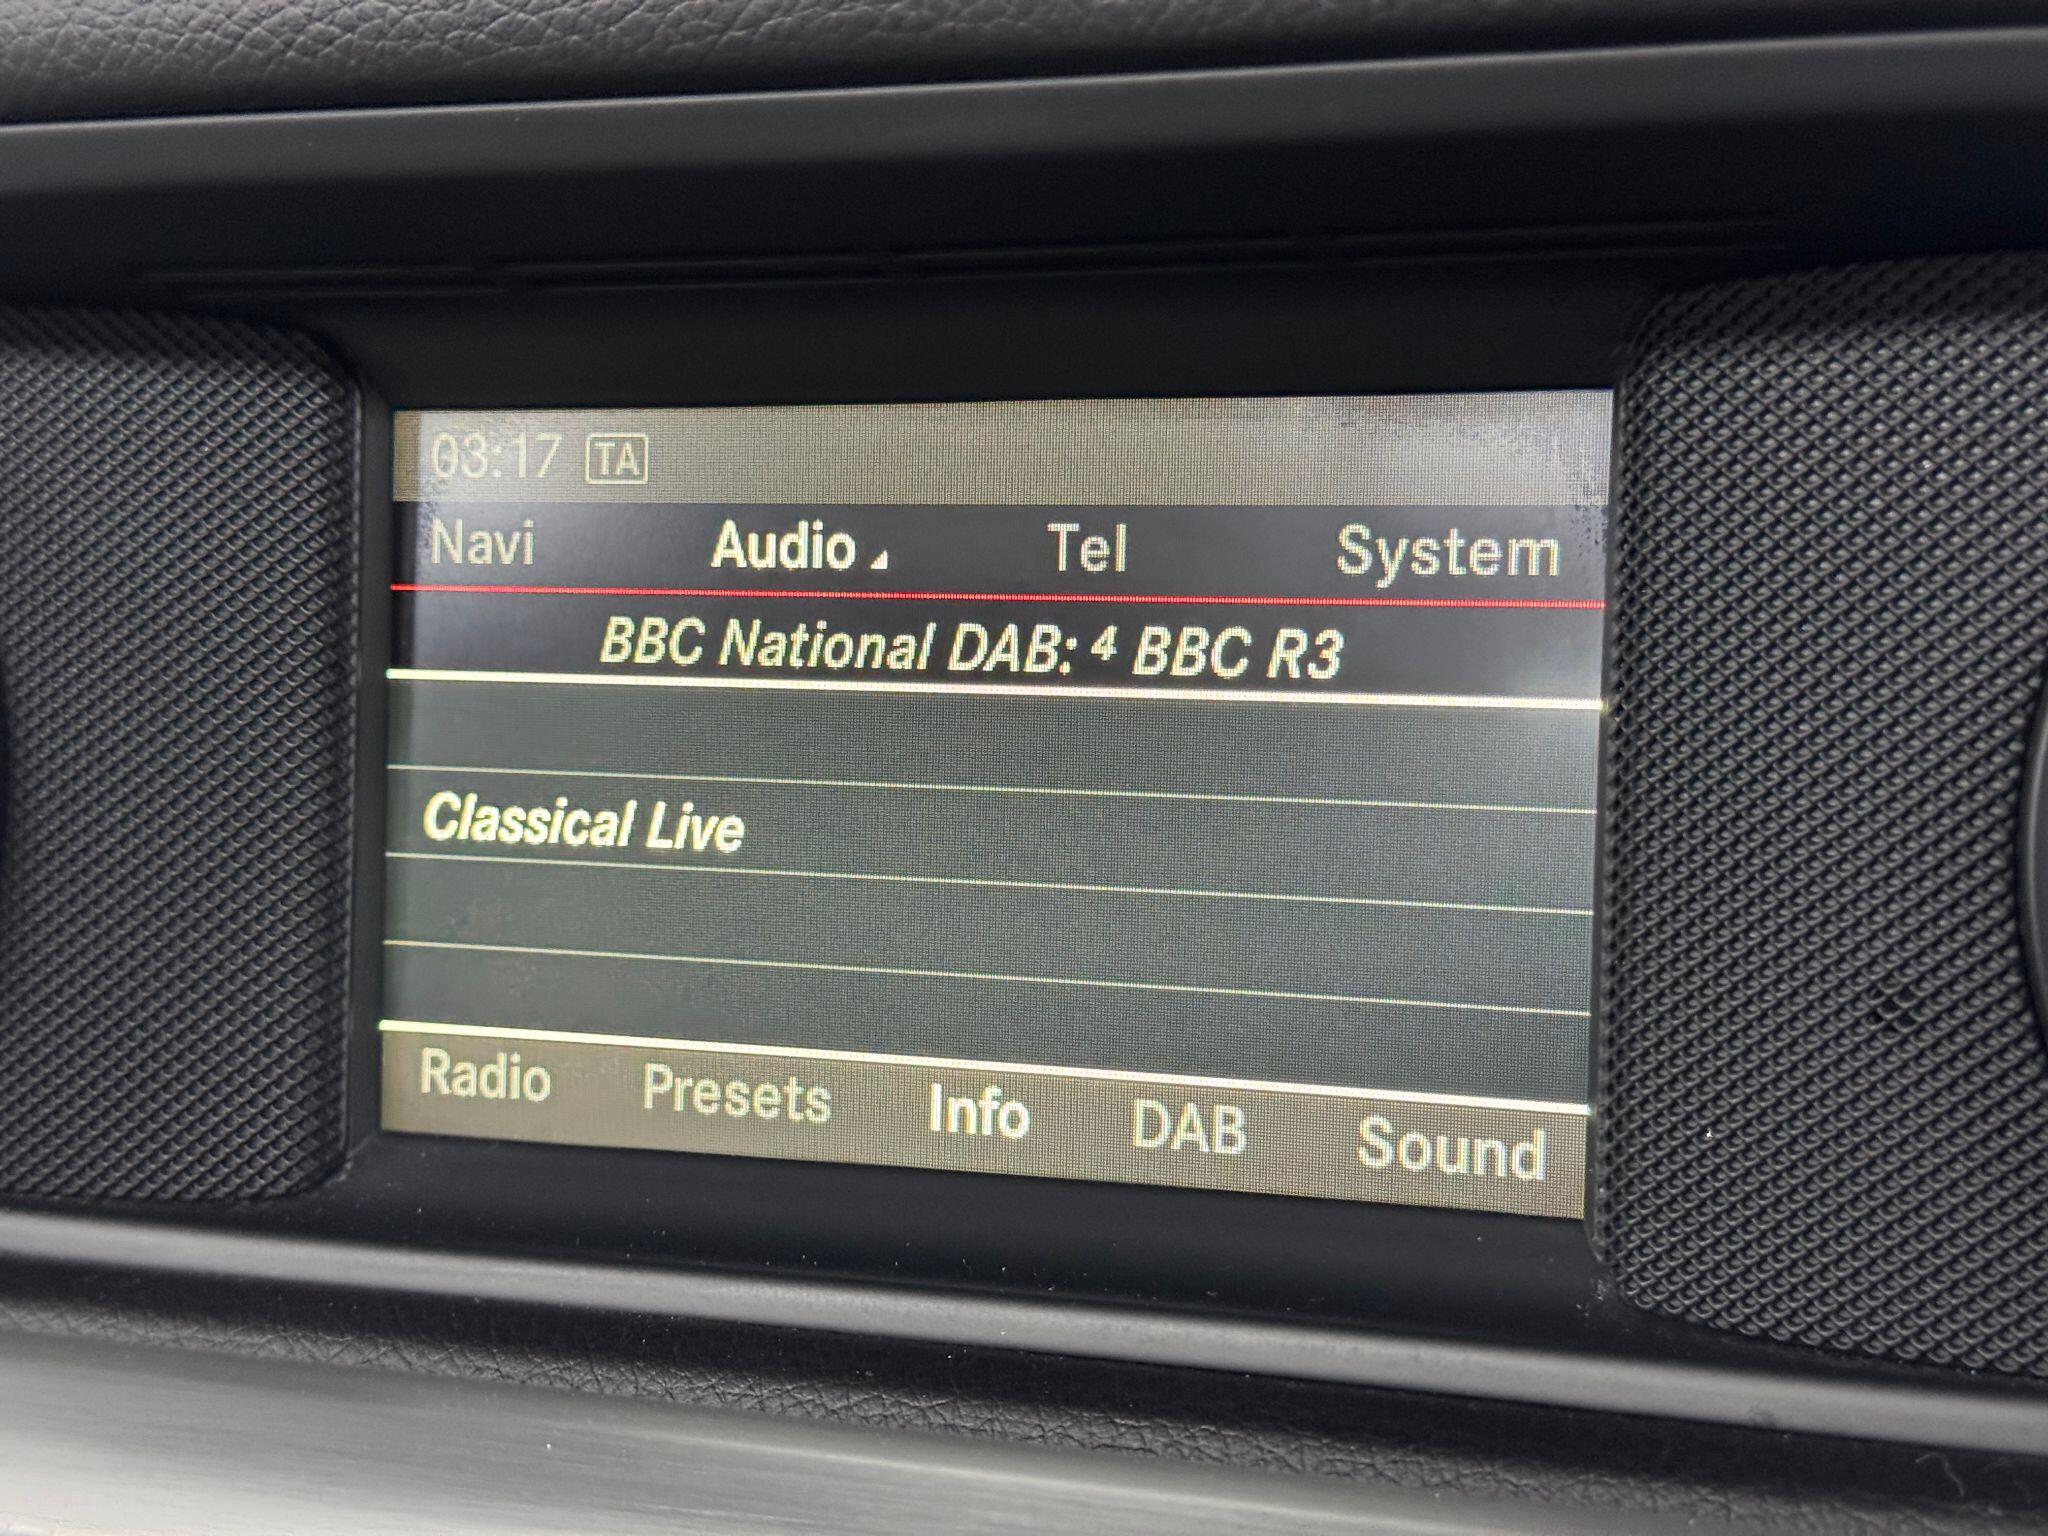 03:17 TA
Navi Audio Tel System
BBC National DAB: 4 BBC R3
Classical Live
Radio Presets Info DAB Sound